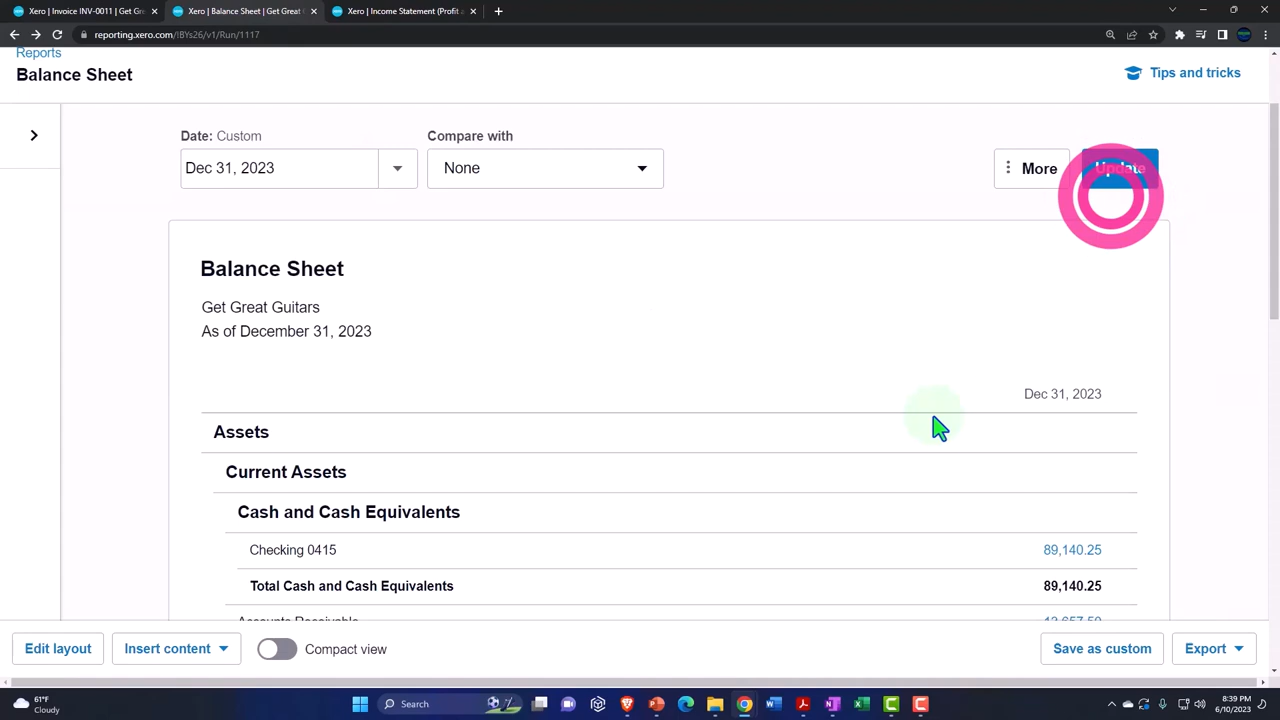 Xero | Invoice INV-0011 | Get G
Xero | Balance Sheet | Get Great
Xero | Income Statement (Profit a
reporting.xero.com/!BYs26/v1/Run/1117
Reports
Balance Sheet
Tips and tricks
Date: Custom
Compare with
Dec 31, 2023
None
More
Update
Balance Sheet
Get Great Guitars
As of December 31, 2023
Dec 31, 2023
Assets
Current Assets
Cash and Cash Equivalents
Checking 0415
89,140.25
Total Cash and Cash Equivalents
89,140.25
Accounts Receivable
Edit layout
Insert content
Compact view
Save as custom
Export
61°F
Cloudy
Search
8:39 PM
6/10/2023